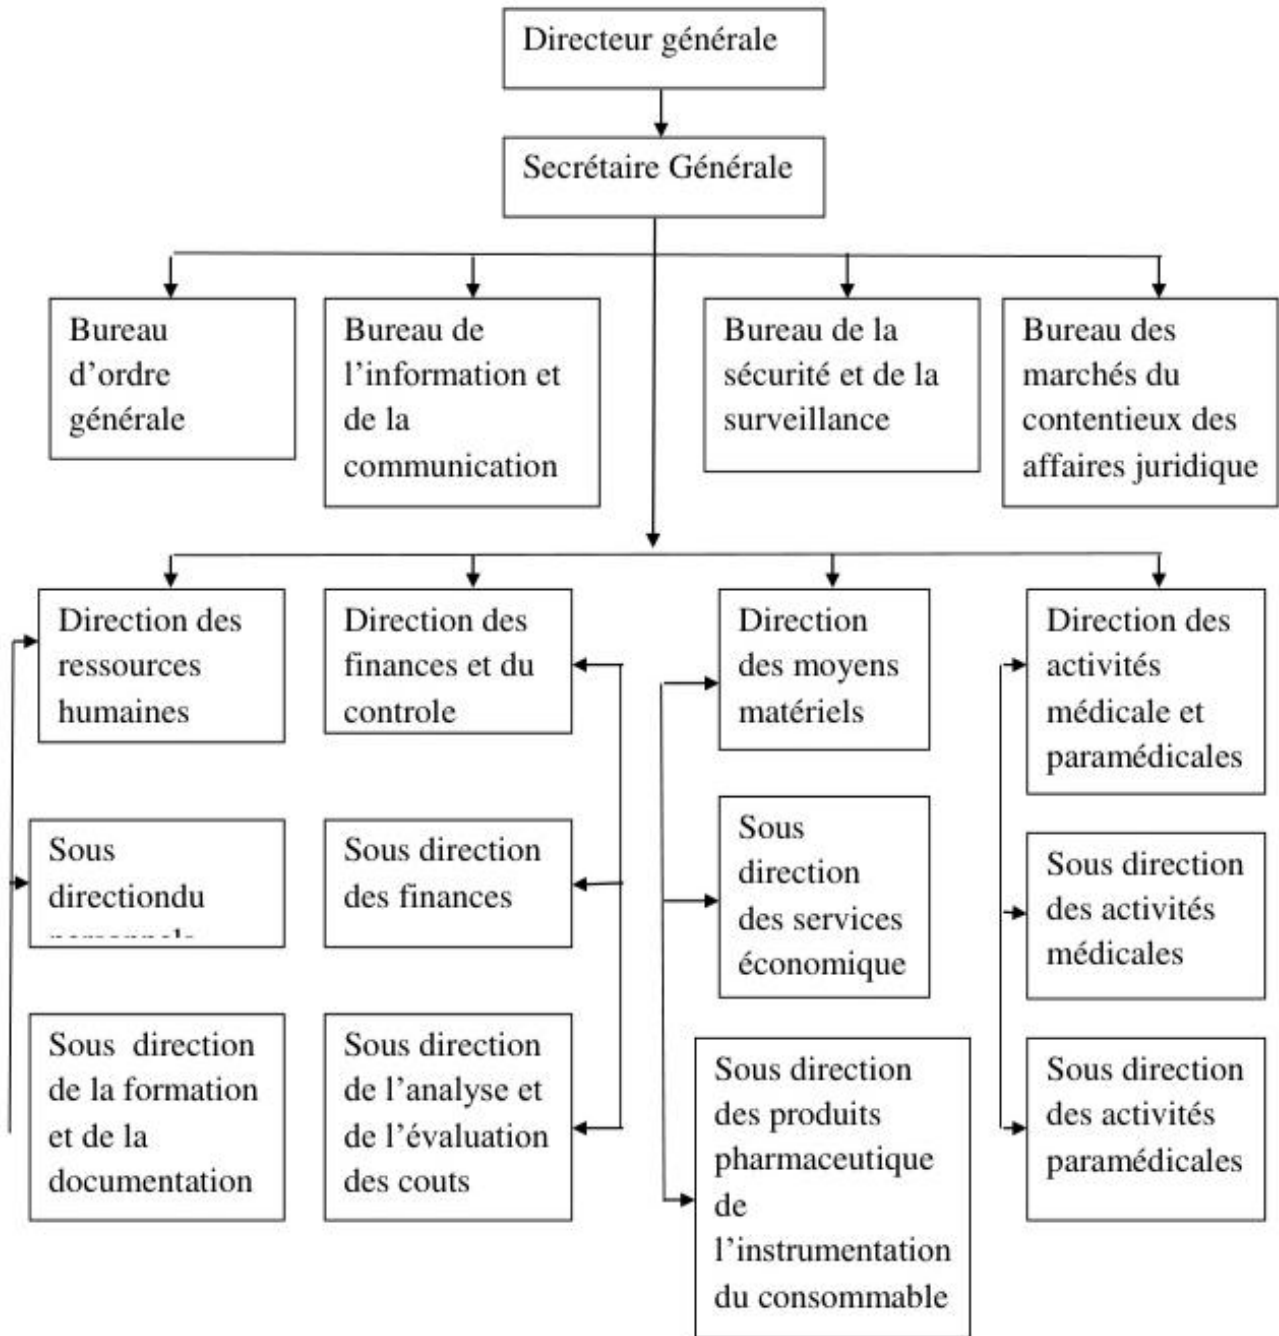 Directeur générale
Secrétaire Générale
Bureau
d'ordre
générale
Bureau de
l'information et
de la
communication
Bureau de la
sécurité et de la
surveillance
Bureau des
marchés du
contentieux des
affaires juridique
Direction des
ressources
humaines
Direction des
finances et du
controle
Direction
des moyens
matériels
Direction des
activités
médicale et
paramédicales
Sous
directiondu
Sous direction
des finances
Sous
direction
des services
économique
Sous direction
des activités
médicales
Sous direction
de la formation
et de la
documentation
Sous direction
de l'analyse et
de l'évaluation
des couts
Sous direction
des produits
pharmaceutique
de
l'instrumentation
du consommable
Sous direction
des activités
paramédicales